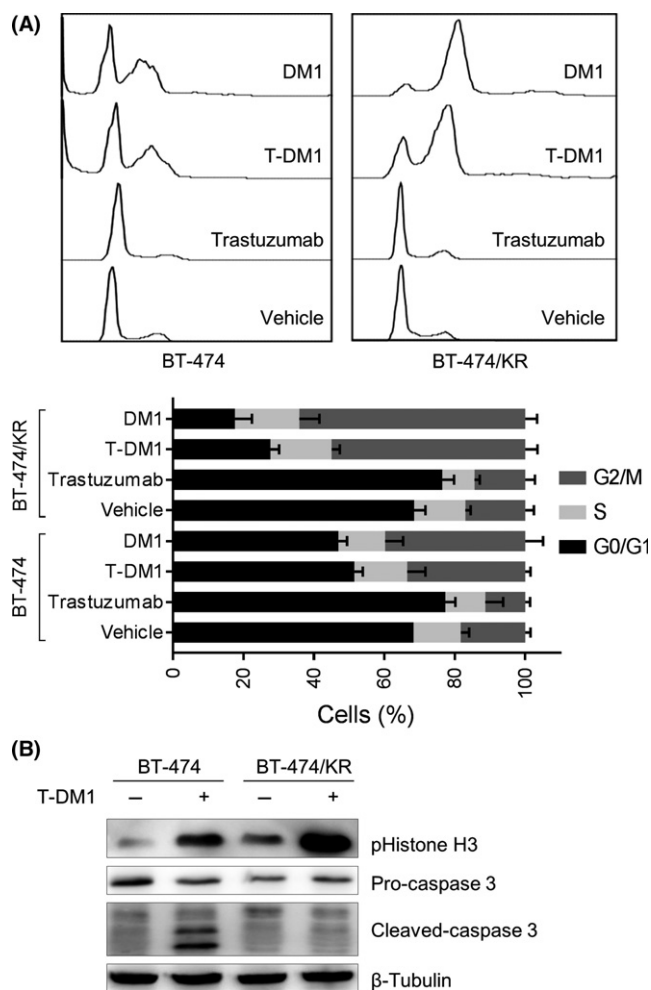 (A)
DM1
T-DM1
Trastuzumab
Vehicle
BT-474
DM1
T-DM1
Trastuzumab
Vehicle
BT-474/KR
BT-474/KR
DM1
T-DM1
Trastuzumab
Vehicle
BT-474
DM1
T-DM1
Trastuzumab
Vehicle
G2/M
S
G0/G1
0 20 40 60 80 100
Cells (%)
(B)
BT-474 BT-474/KR
T-DM1 – + – +
pHistone H3
Pro-caspase 3
Cleaved-caspase 3
β-Tubulin